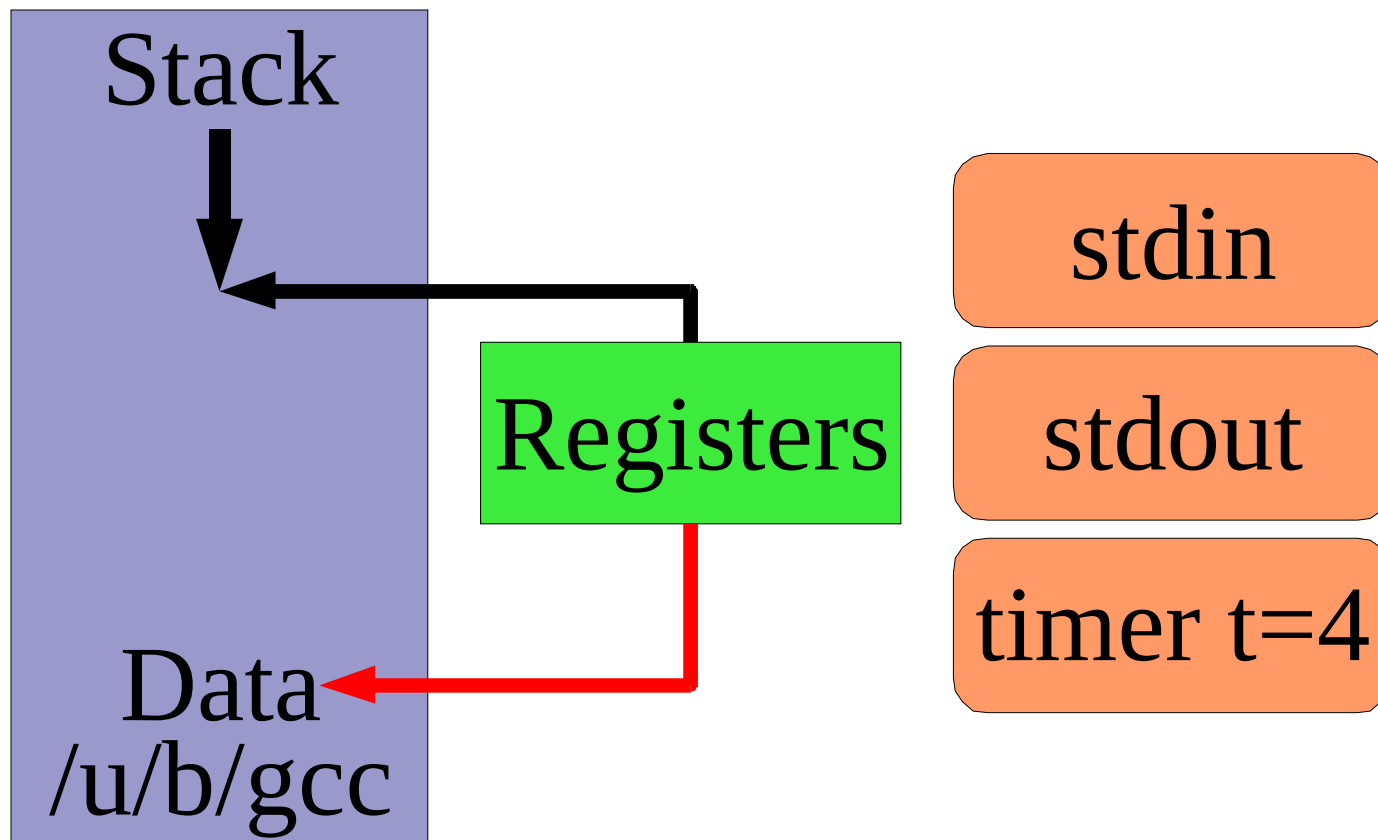 Stack
Data
/u/b/gcc
Registers
stdin
stdout
timer t=4